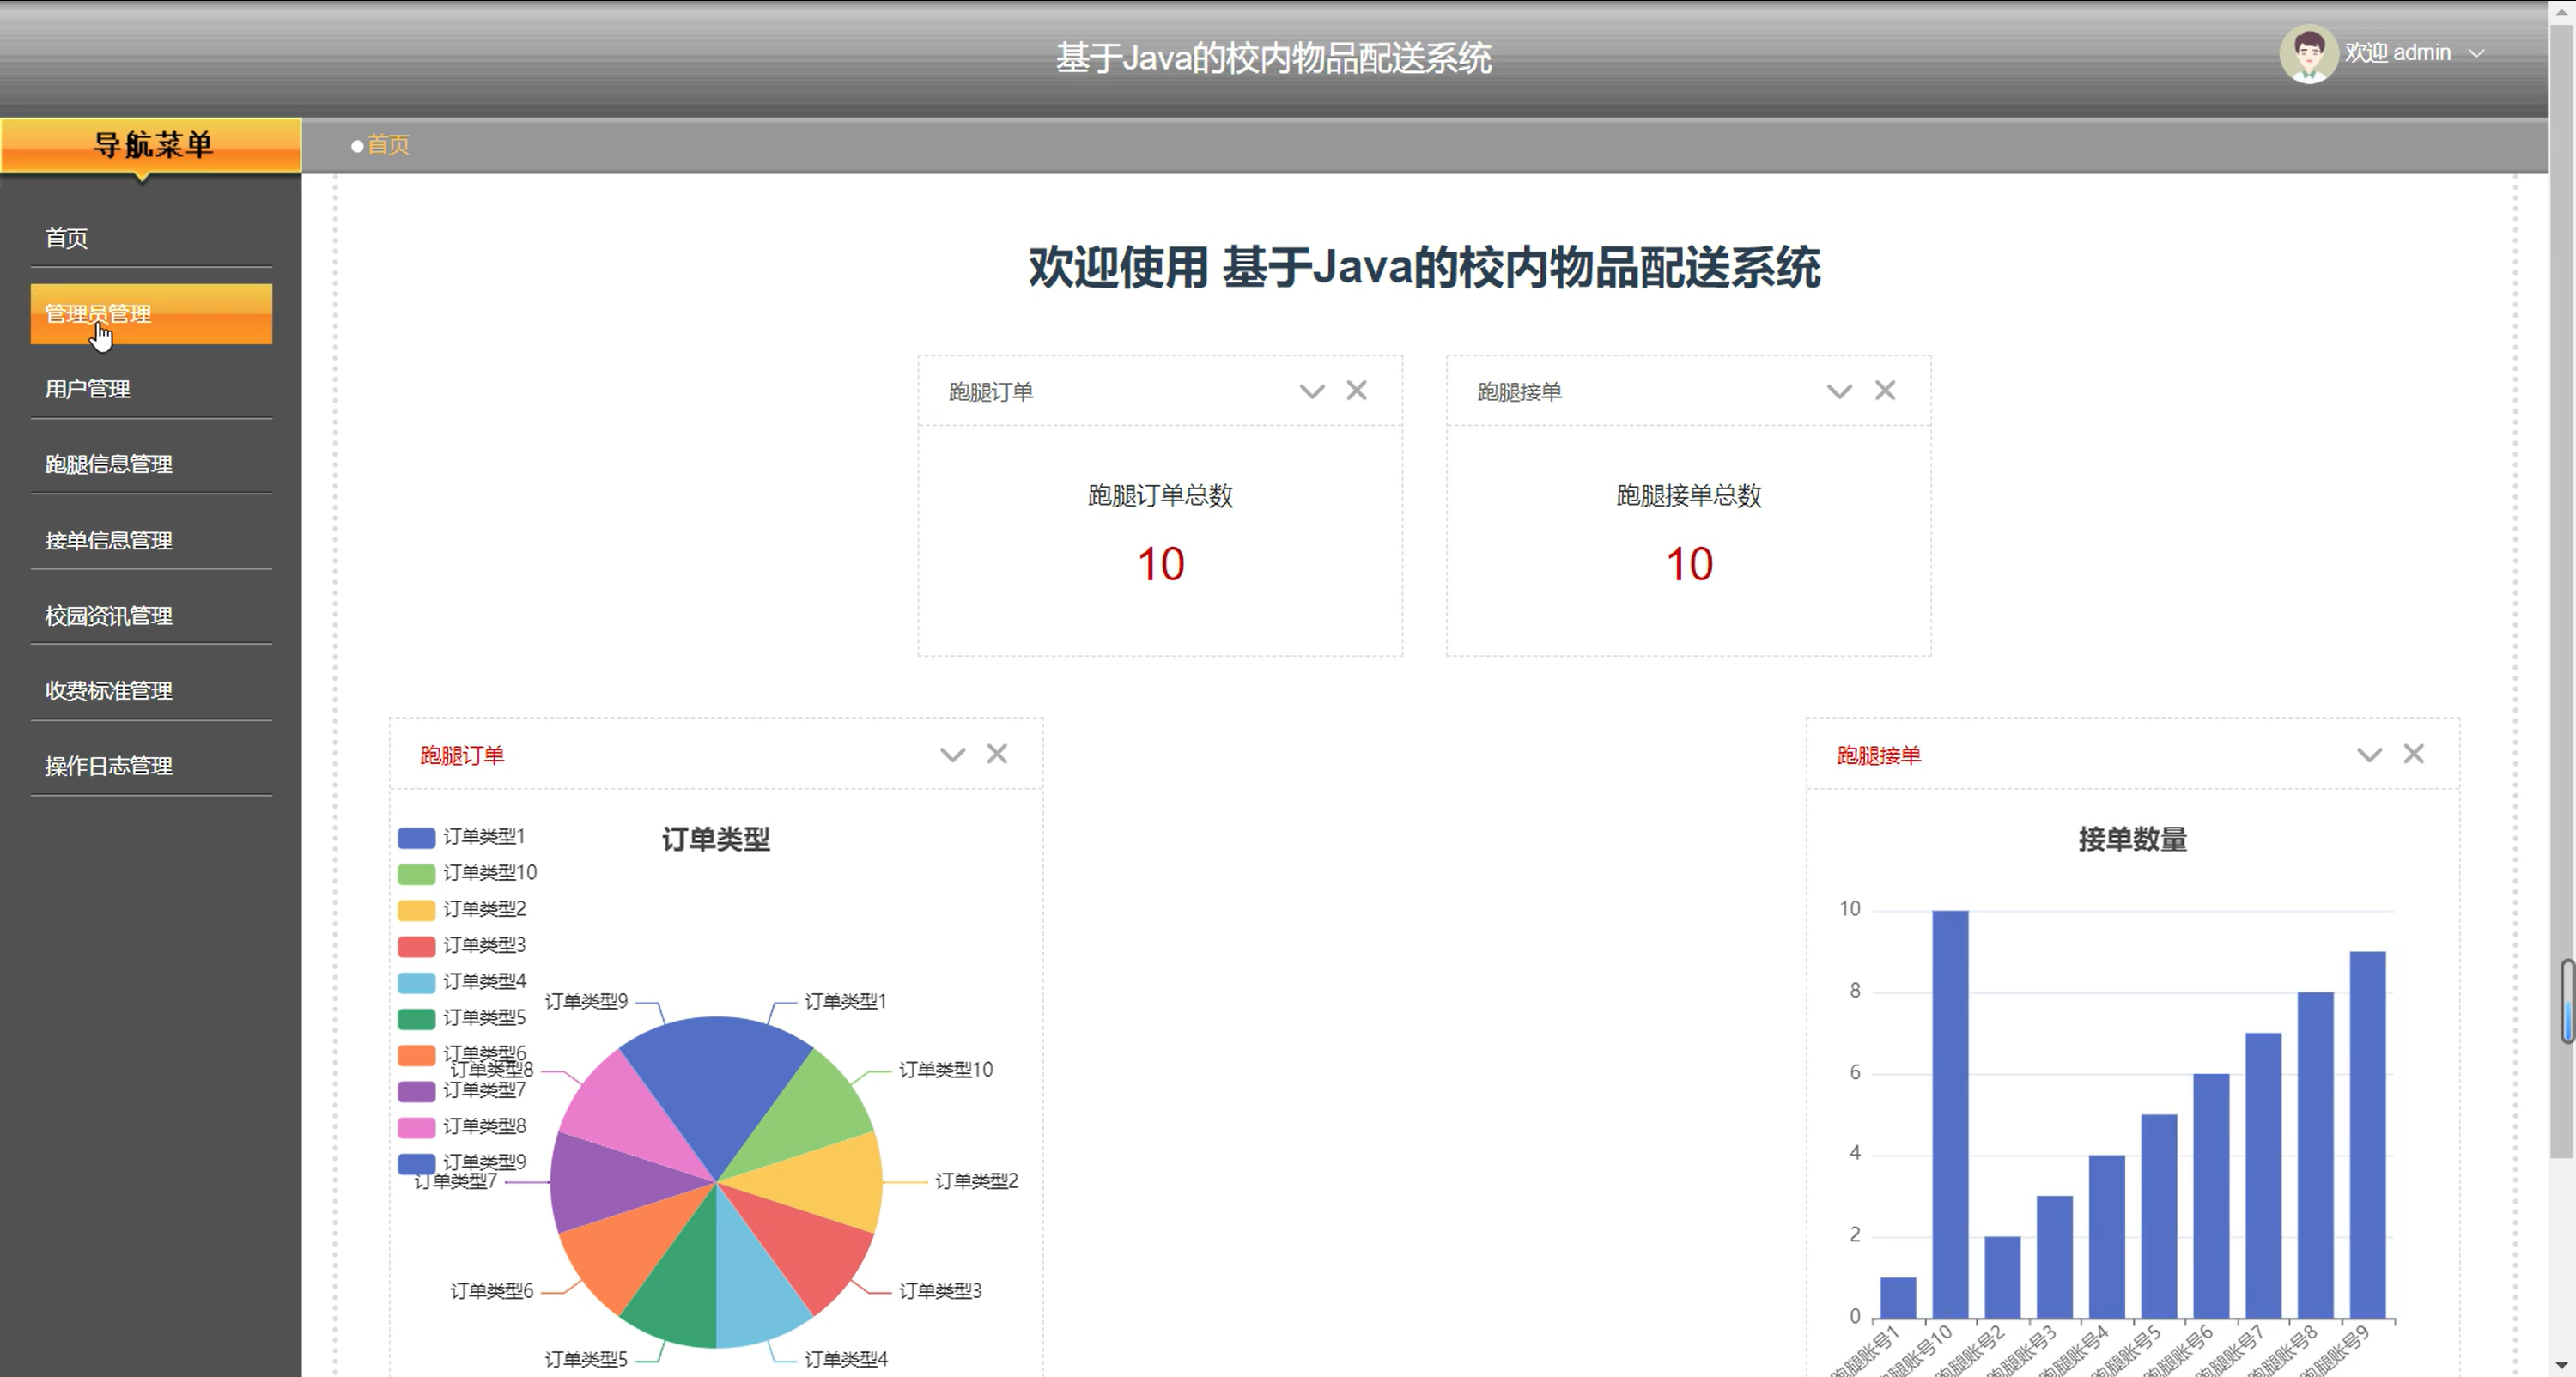 基于Java的校内物品配送系统
欢迎 admin
导航菜单
首页
首页
管理员管理
用户管理
跑腿信息管理
接单信息管理
校园资讯管理
收费标准管理
操作日志管理
欢迎使用 基于Java的校内物品配送系统
跑腿订单
跑腿订单总数
10
跑腿接单
跑腿接单总数
10
跑腿订单
订单类型
订单类型1
订单类型10
订单类型2
订单类型3
订单类型4
订单类型5
订单类型6
订单类型7
订单类型8
订单类型9
订单类型9
订单类型1
订单类型8
订单类型10
订单类型7
订单类型2
订单类型6
订单类型3
订单类型5
订单类型4
跑腿接单
接单数量
10
8
6
4
2
0
跑腿账号1
跑腿账号10
跑腿账号2
跑腿账号3
跑腿账号4
跑腿账号5
跑腿账号6
跑腿账号7
跑腿账号8
跑腿账号9